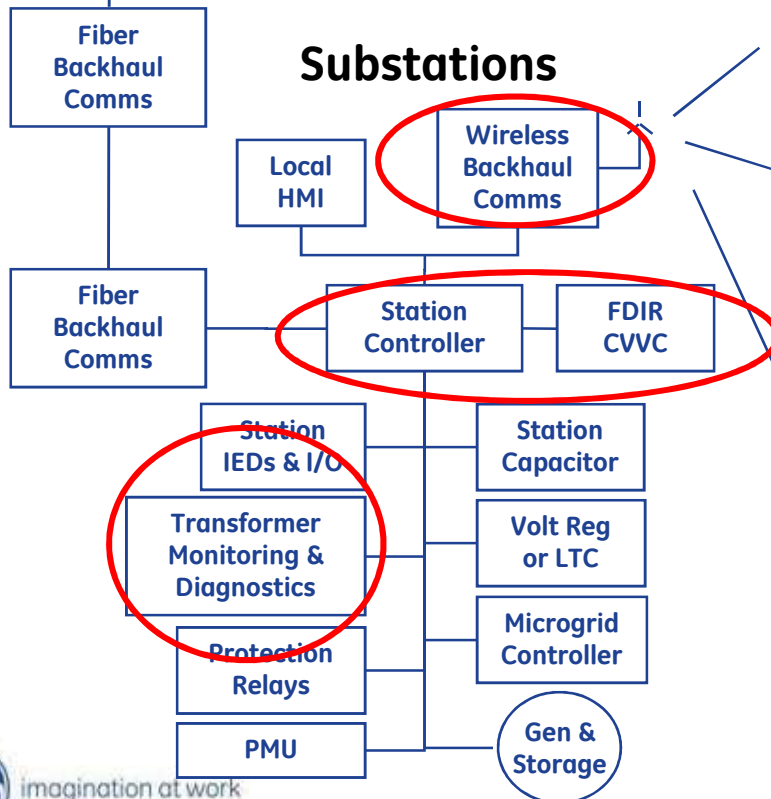 Fiber
Backhaul
Comms
Substations
Wireless
Backhaul
Comms
Local
HMI
Fiber
Backhaul
Comms
Station
Controller
FDIR
CVVC
Station
IEDs & I/O
Station
Capacitor
Transformer
Monitoring &
Diagnostics
Volt Reg
or LTC
Microgrid
Controller
Protection
Relays
PMU
Gen &
Storage
imagination at work